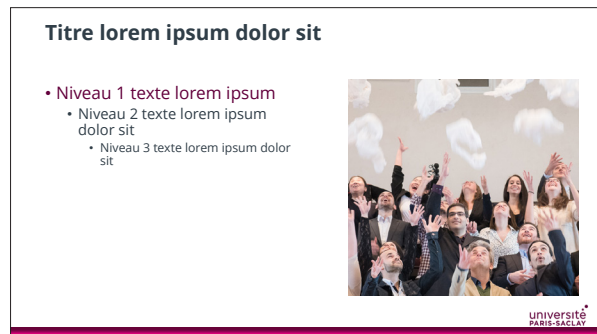 Titre lorem ipsum dolor sit
• Niveau 1 texte lorem ipsum
• Niveau 2 texte lorem ipsum
dolor sit
• Niveau 3 texte lorem ipsum dolor
sit
université
PARIS-SACLAY